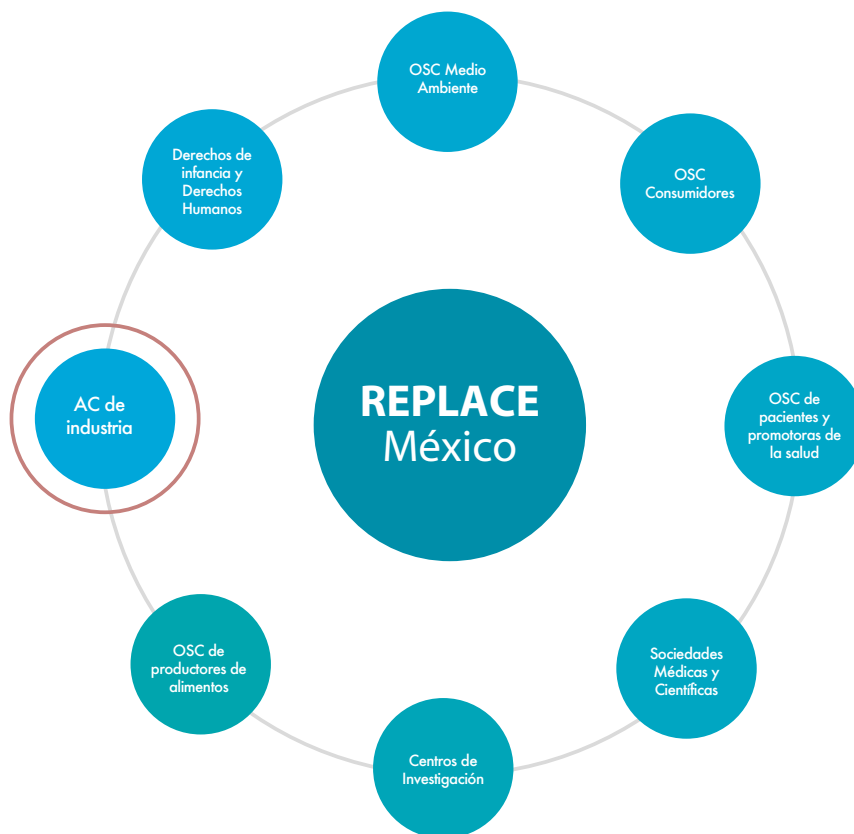 OSC Medio
Ambiente
OSC
Consumidores
OSC de
pacientes y
promotoras de
la salud
Sociedades
Médicas y
Científicas
Centros de
Investigación
OSC de
productores de
alimentos
AC de
industria
Derechos de
infancia y
Derechos
Humanos
REPLACE
México